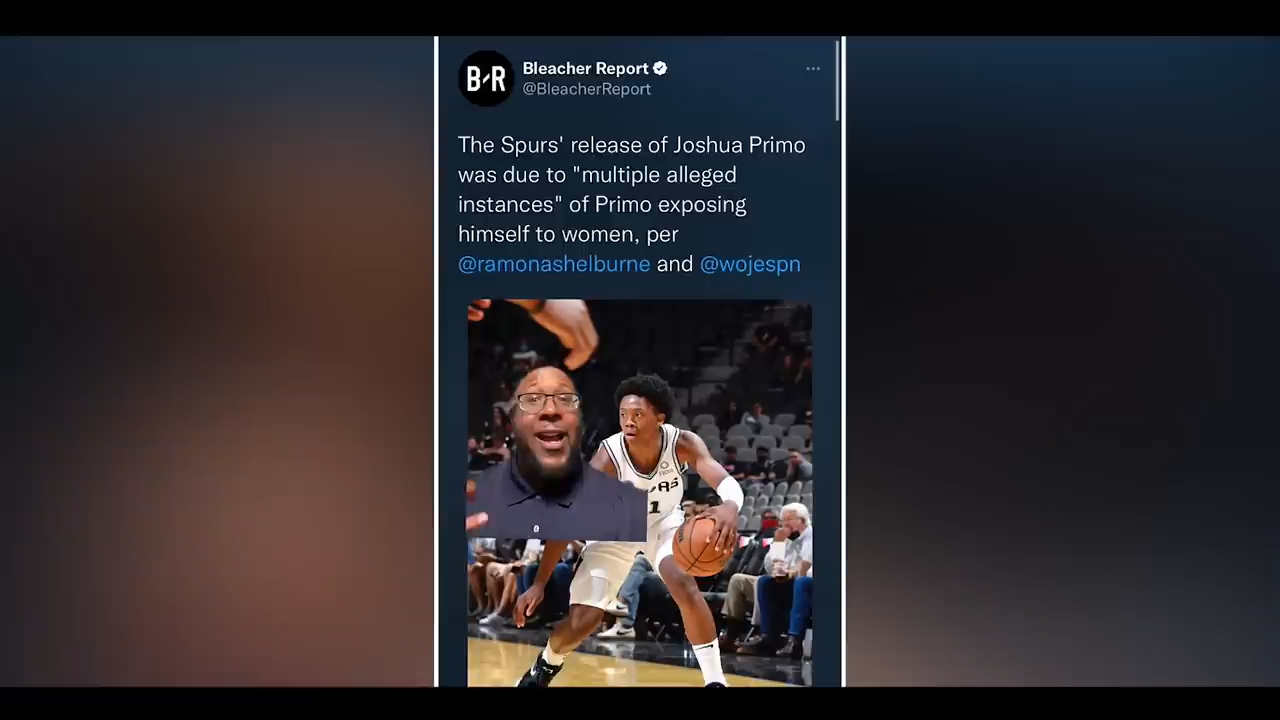 B/R
Bleacher Report
@BleacherReport
The Spurs' release of Joshua Primo
was due to "multiple alleged
instances" of Primo exposing
himself to women, per
@ramonashelburne and @wojespn
1